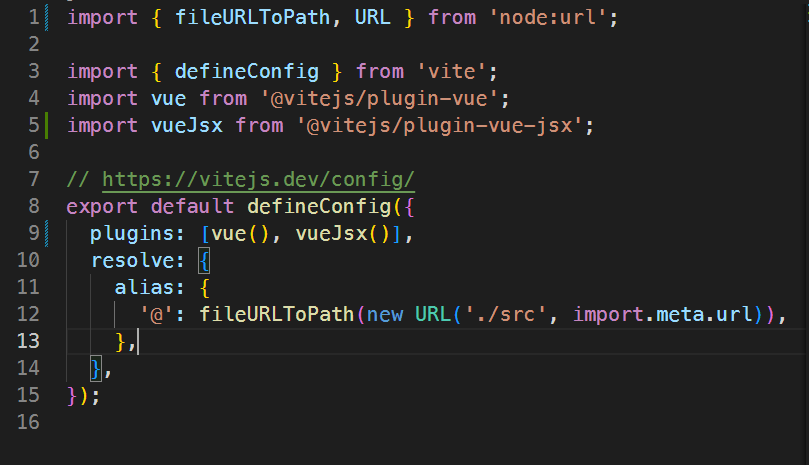 1 import { fileURLToPath, URL } from 'node:url';
2
3 import { defineConfig } from 'vite';
4 import vue from '@vitejs/plugin-vue';
5 import vueJsx from '@vitejs/plugin-vue-jsx';
6
7 // https://vitejs.dev/config/
8 export default defineConfig({
9   plugins: [vue(), vueJsx()],
10   resolve: {
11     alias: {
12       '@': fileURLToPath(new URL('./src', import.meta.url)),
13     },
14   },
15 });
16